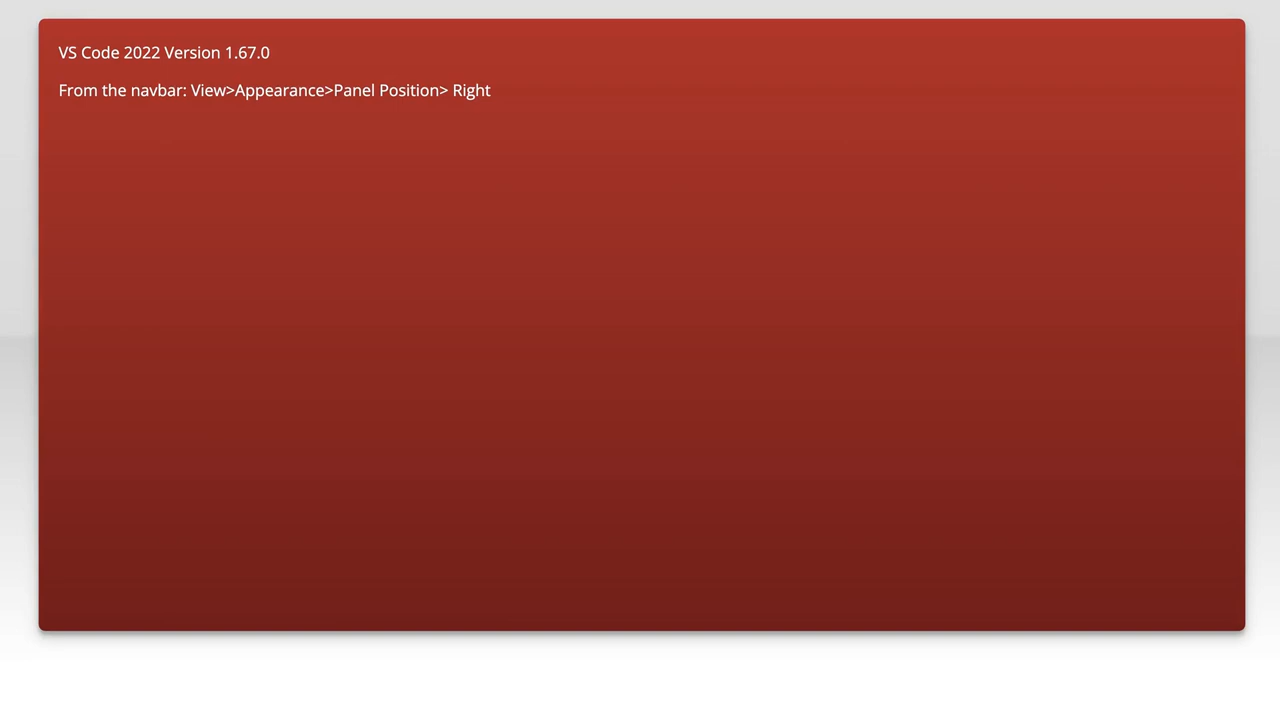 VS Code 2022 Version 1.67.0
From the navbar: View>Appearance>Panel Position> Right